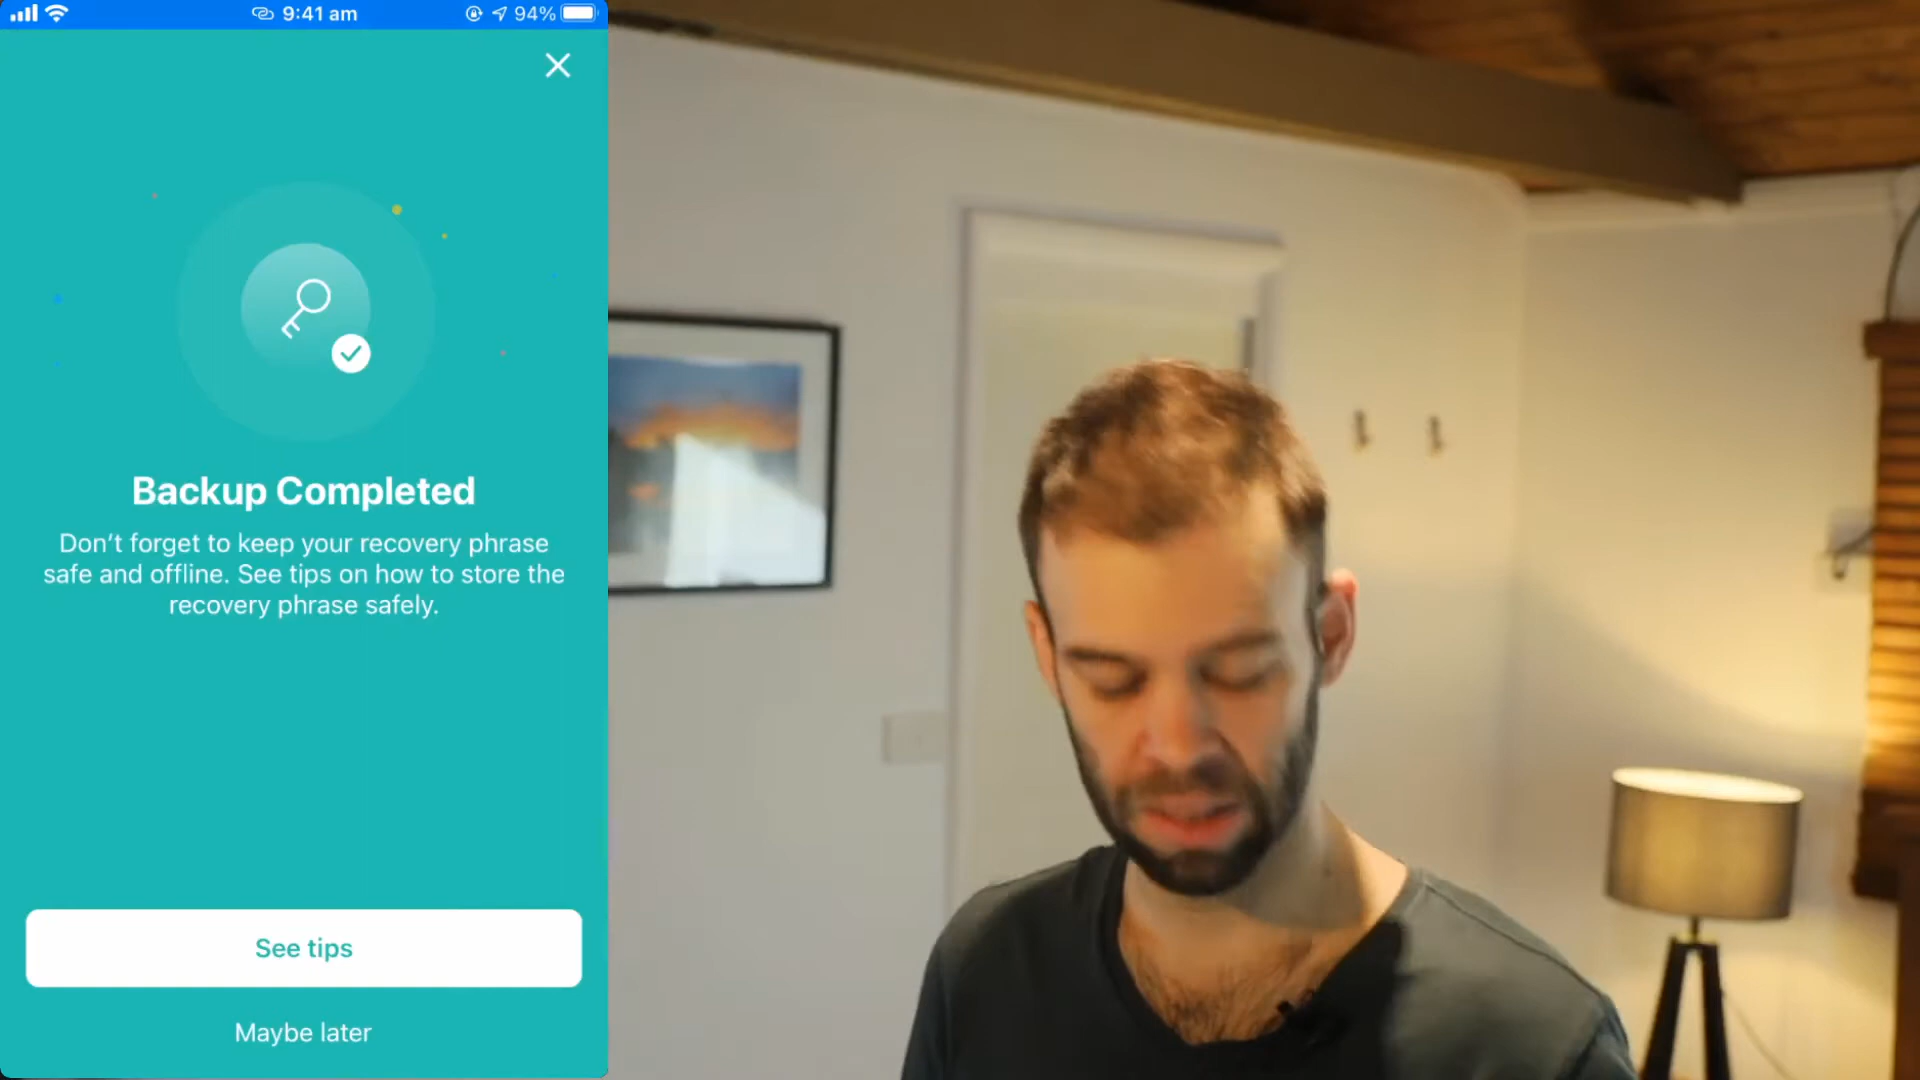 9:41 am
94%
Backup Completed
Don't forget to keep your recovery phrase
safe and offline. See tips on how to store the
recovery phrase safely.
See tips
Maybe later